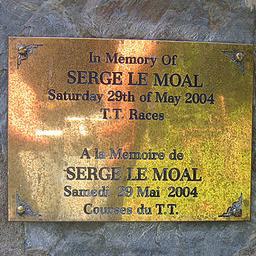 In Memory Of
SERGE LE MOAL
Saturday 29th of May 2004
T.T. Races
A la Memoire de
SERGE LE MOAL
Samedi 29 Mai 2004
Courses du T.T.